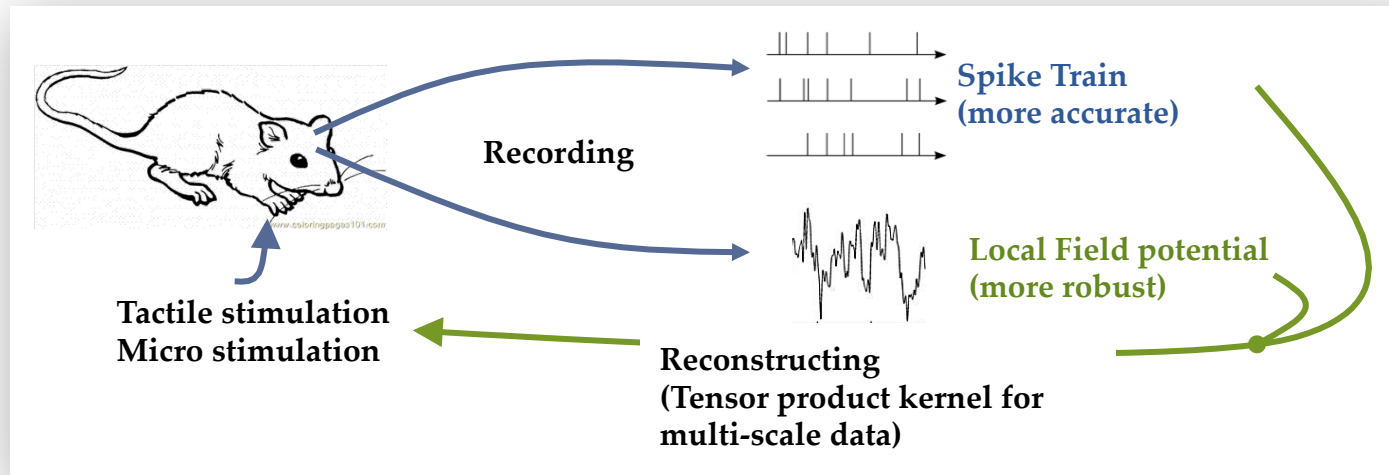 Spike Train
(more accurate)
Recording
www.coloringpages101.com
Local Field potential
(more robust)
Tactile stimulation
Micro stimulation
Reconstructing
(Tensor product kernel for
multi-scale data)